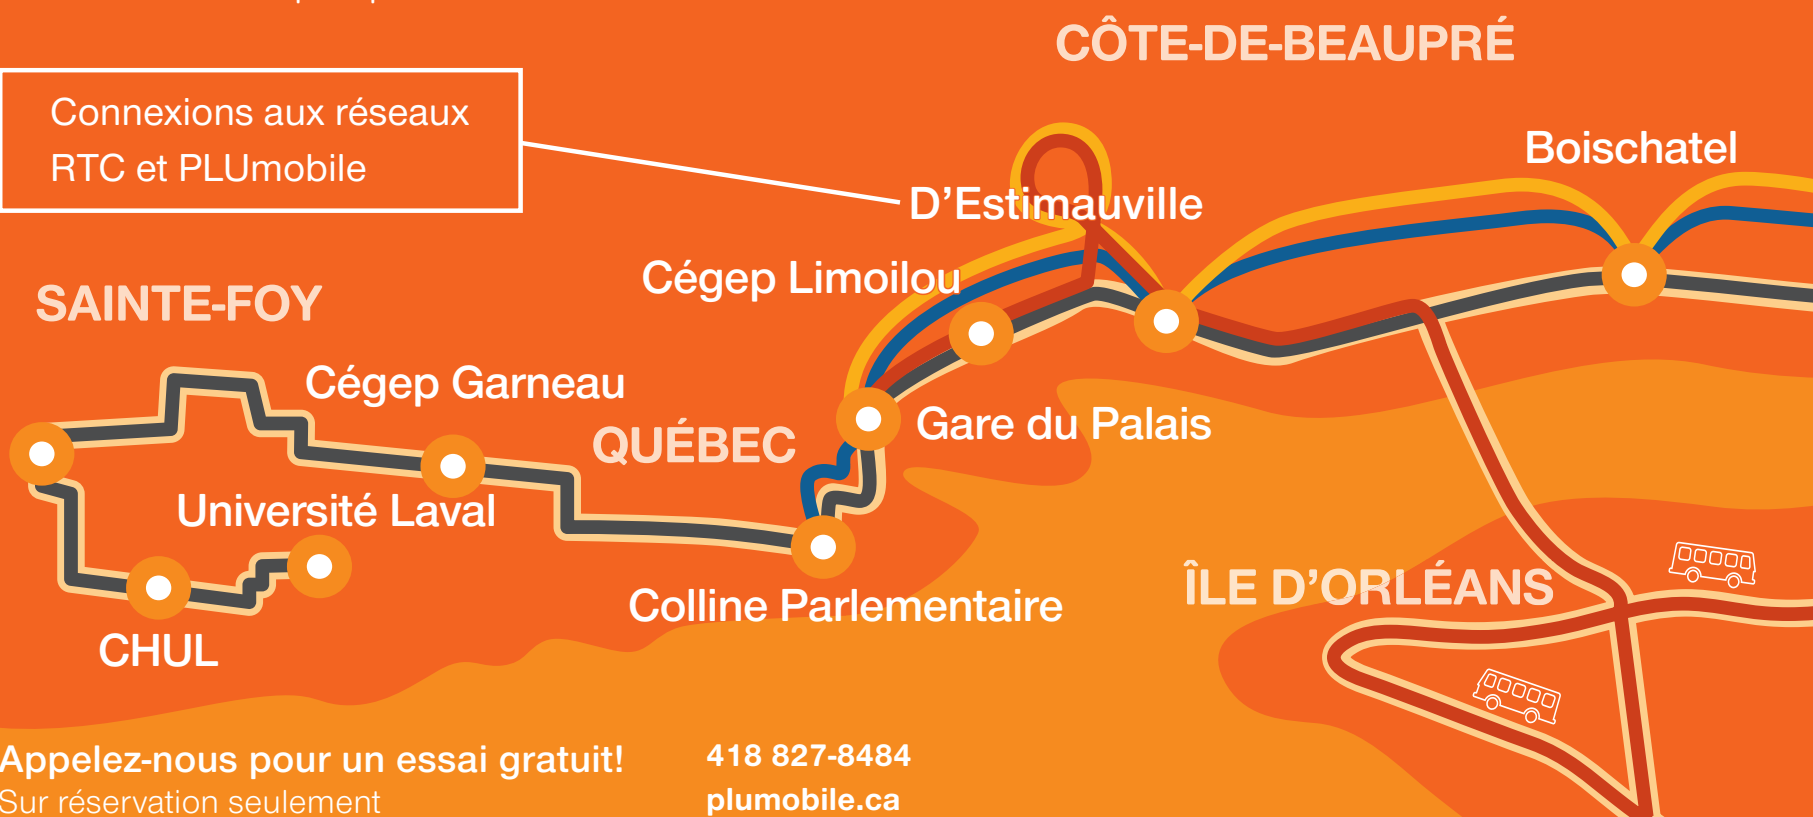 CÔTE-DE-BEAUPRÉ
Connexions aux réseaux
RTC et PLUmobile
Boischatel
D'Estimauville
Cégep Limoilou
SAINTE-FOY
Cégep Garneau
QUÉBEC
Gare du Palais
Université Laval
ÎLE D'ORLÉANS
Colline Parlementaire
CHUL
Appelez-nous pour un essai gratuit!
Sur réservation seulement
418 827-8484
plumobile.ca